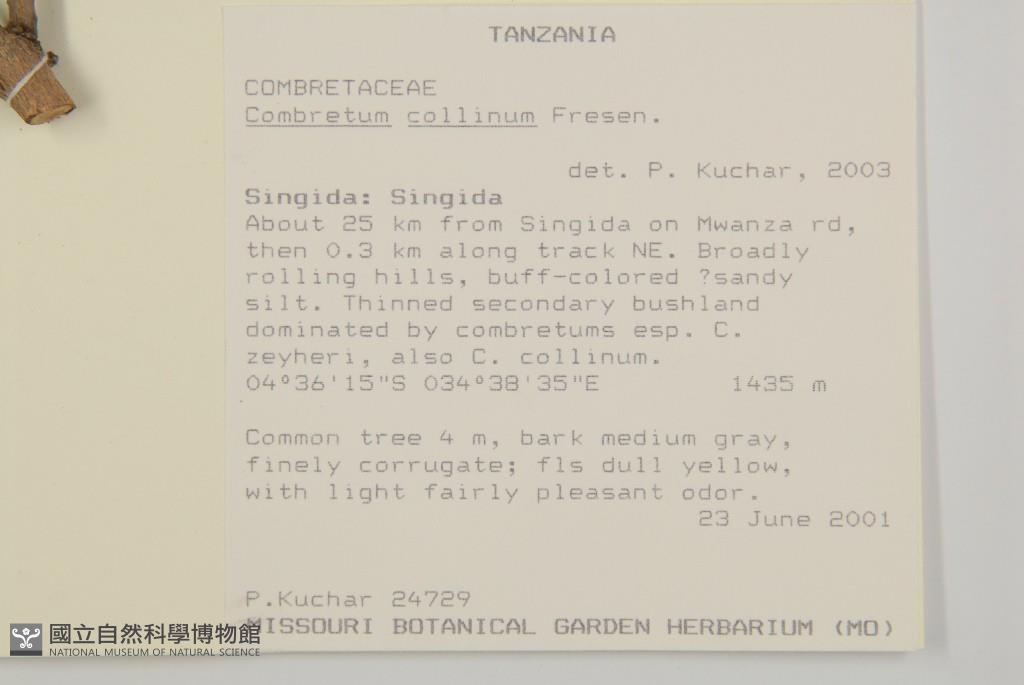 TANZANIA
COMBRETACEAE
Combretum collinum Fresen.
det. P. Kuchar, 2003
Singida: Singida
About 25 km from Singida on Mwanza rd,
then 0.3 km along track NE. Broadly
rolling hills, buff-colored ?sandy
silt. Thinned secondary bushland
dominated by combretums esp. C.
zeyheri, also C. collinum.
04°36'15"S 034°38'35"E 1435 m
Common tree 4 m, bark medium gray,
finely corrugate; fls dull yellow,
with light fairly pleasant odor.
23 June 2001
P.Kuchar 24729
MISSOURI BOTANICAL GARDEN HERBARIUM (MO)
國立自然科學博物館
NATIONAL MUSEUM OF NATURAL SCIENCE